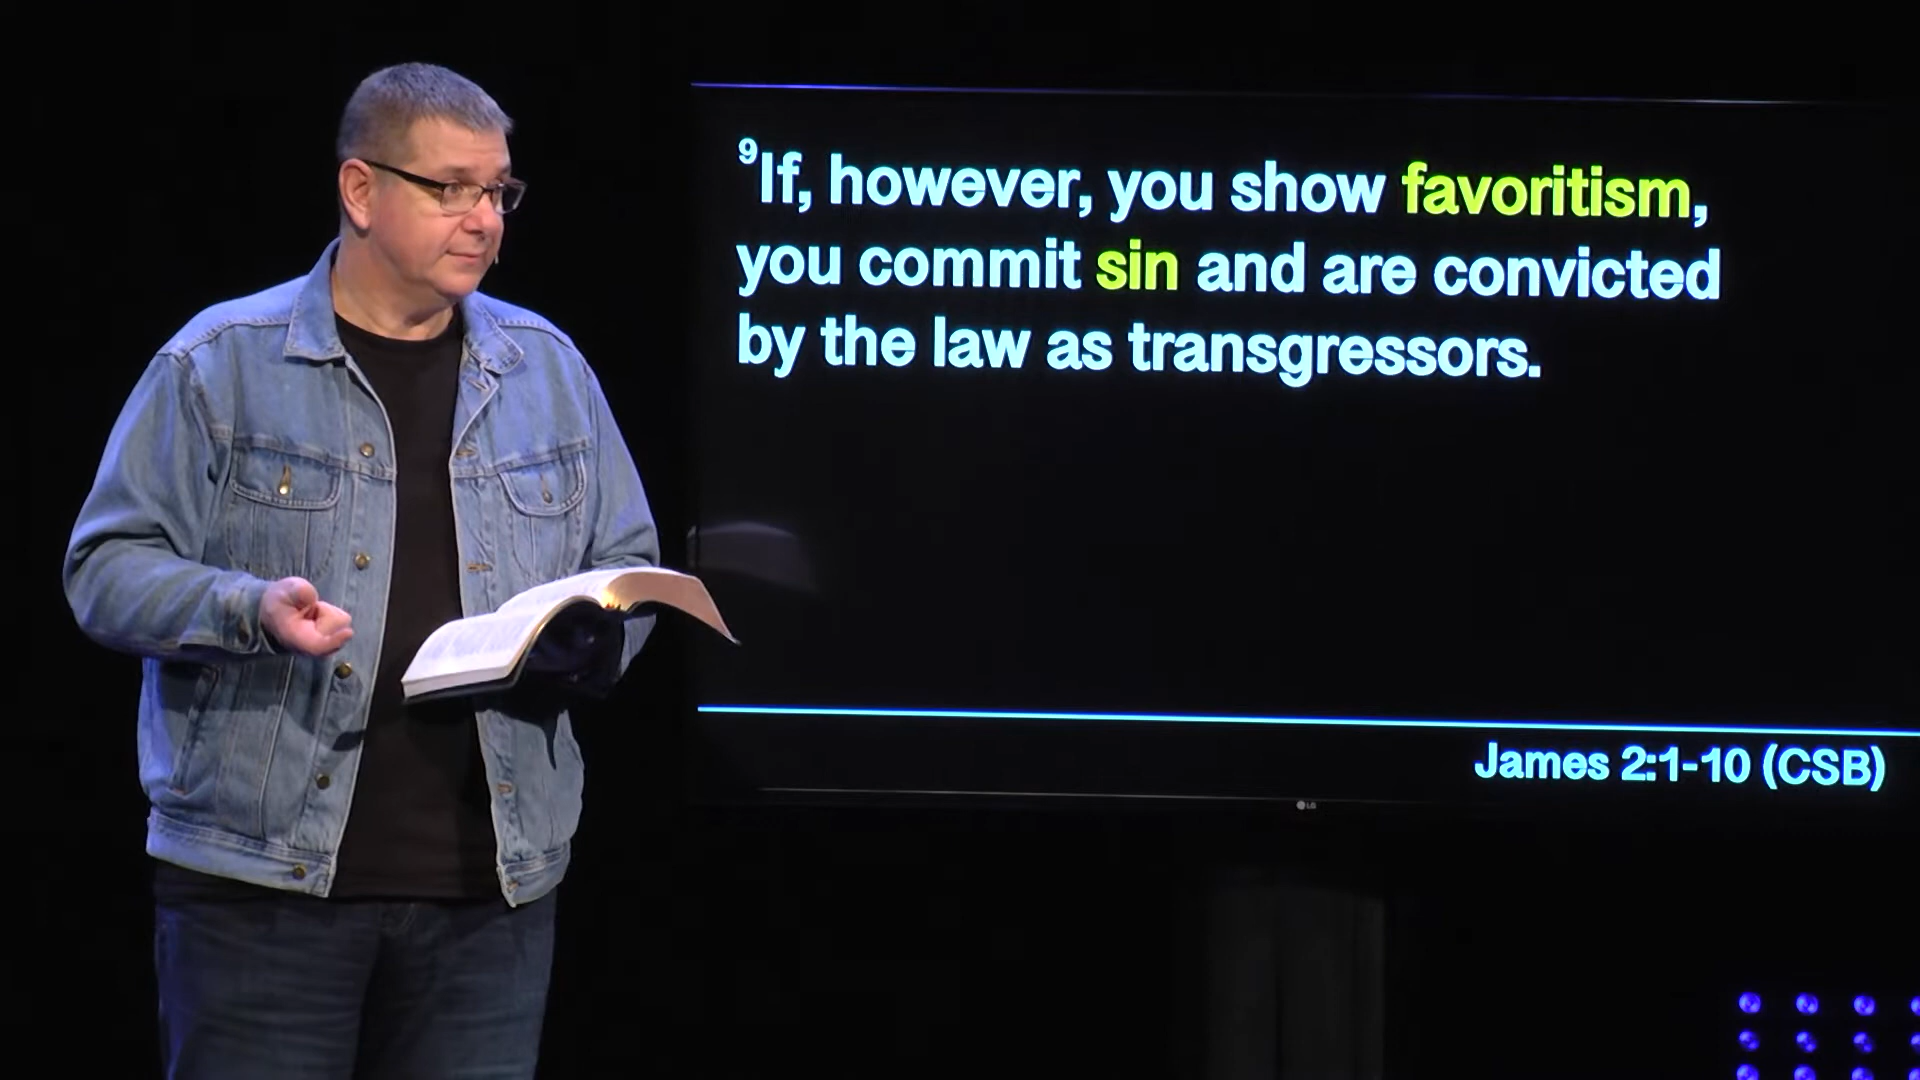 ⁹If, however, you show favoritism,
you commit sin and are convicted
by the law as transgressors.
James 2:1-10 (CSB)
LG